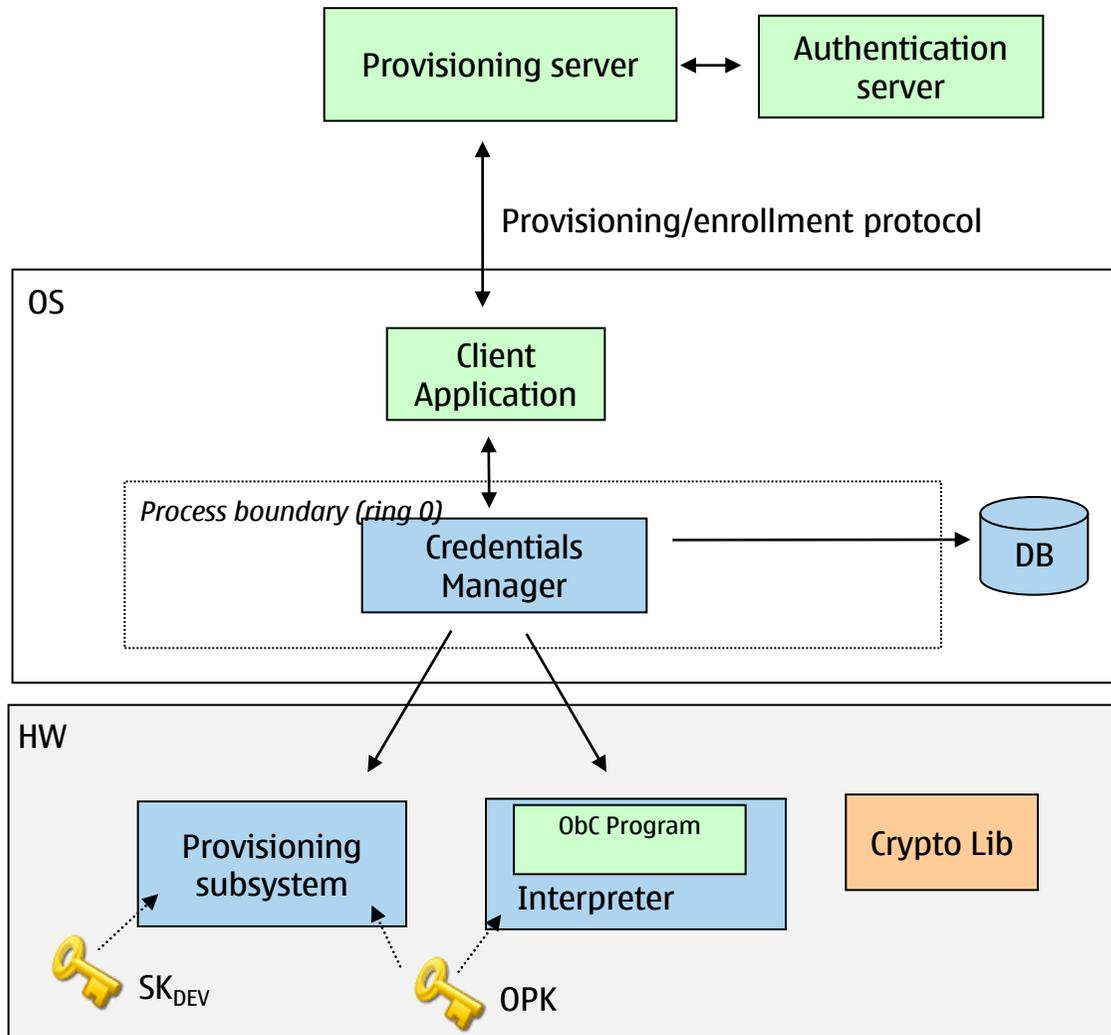 Provisioning server
Authentication
server
Provisioning/enrollment protocol
OS
Client
Application
Process boundary (ring 0)
Credentials
Manager
DB
HW
ObC Program
Provisioning
subsystem
Interpreter
Crypto Lib
SK_DEV
OPK